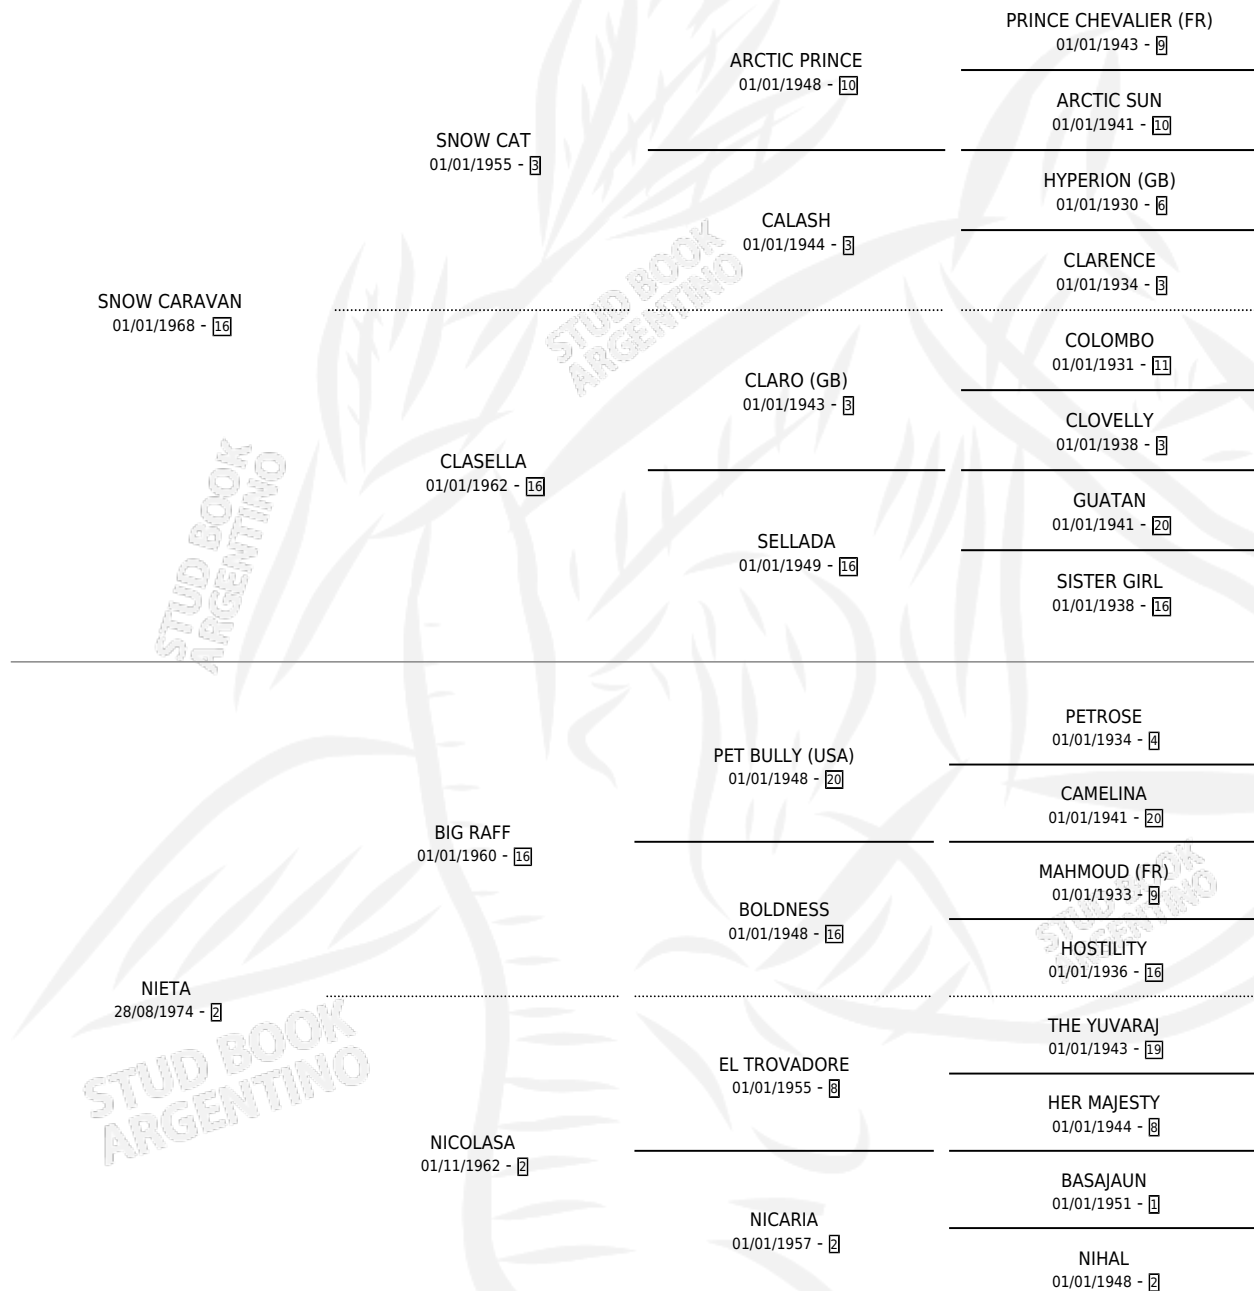 PRINCE CHEVALIER (FR)
01/01/1943 - 9
ARCTIC PRINCE
01/01/1948 - 10
ARCTIC SUN
01/01/1941 - 10
SNOW CAT
01/01/1955 - 3
HYPERION (GB)
01/01/1930 - 6
CALASH
01/01/1944 - 3
CLARENCE
01/01/1934 - 3
SNOW CARAVAN
01/01/1968 - 16
STUD BOOK
ARGENTINO
COLOMBO
01/01/1931 - 11
CLARO (GB)
01/01/1943 - 3
CLOVELLY
01/01/1938 - 3
CLASELLA
01/01/1962 - 16
GUATAN
01/01/1941 - 20
SELLADA
01/01/1949 - 16
SISTER GIRL
01/01/1938 - 16
STUD BOOK
ARGENTINO
PETROSE
01/01/1934 - 4
PET BULLY (USA)
01/01/1948 - 20
CAMELINA
01/01/1941 - 20
BIG RAFF
01/01/1960 - 16
MAHMOUD (FR)
01/01/1933 - 9
BOLDNESS
01/01/1948 - 16
STUD BOOK
ARGENTINO
HOSTILITY
01/01/1936 - 16
NIETA
28/08/1974 - 2
THE YUVARAJ
01/01/1943 - 19
EL TROVADORE
01/01/1955 - 8
HER MAJESTY
01/01/1944 - 8
STUD BOOK
ARGENTINO
NICOLASA
01/11/1962 - 2
BASAJAUN
01/01/1951 - 1
NICARIA
01/01/1957 - 2
NIHAL
01/01/1948 - 2